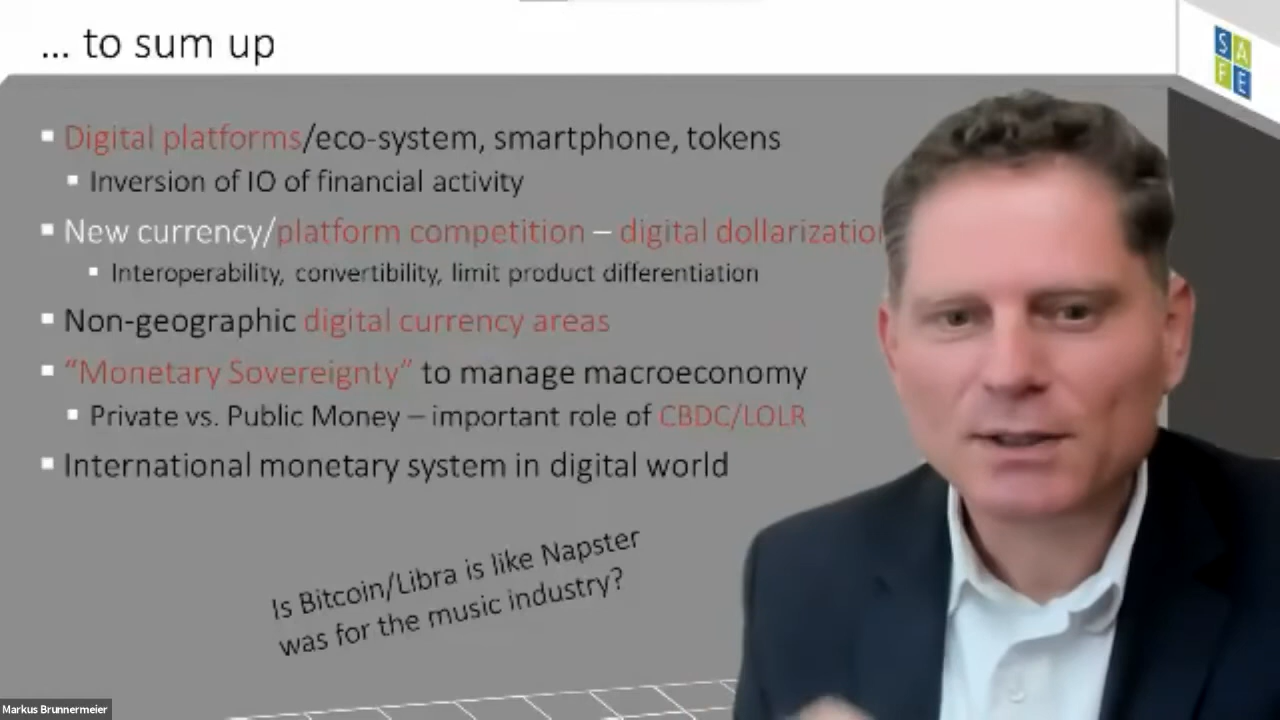 ... to sum up
S A
F E
Digital platforms/eco-system, smartphone, tokens
Inversion of IO of financial activity
New currency/platform competition – digital dollarizatio
Interoperability, convertibility, limit product differentiation
Non-geographic digital currency areas
“Monetary Sovereignty” to manage macroeconomy
Private vs. Public Money – important role of CBDC/LOLR
International monetary system in digital world
Is Bitcoin/Libra is like Napster
was for the music industry?
Markus Brunnermeier